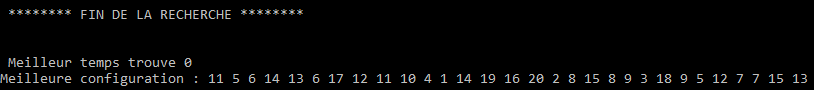 ******** FIN DE LA RECHERCHE ********
Meilleur temps trouve 0
Meilleure configuration : 11 5 6 14 13 6 17 12 11 10 4 1 14 19 16 20 2 8 15 8 9 3 18 9 5 12 7 7 15 13